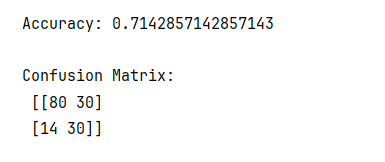 Accuracy: 0.7142857142857143
Confusion Matrix:
[[80 30]
[14 30]]